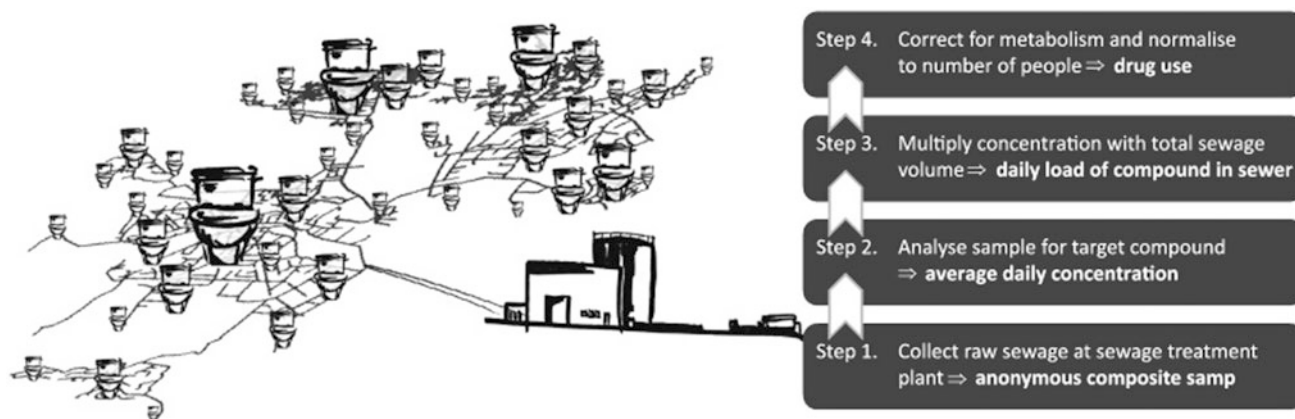 Step 4. Correct for metabolism and normalise
to number of people ⇒ drug use
Step 3. Multiply concentration with total sewage
volume ⇒ daily load of compound in sewer
Step 2. Analyse sample for target compound
⇒ average daily concentration
Step 1. Collect raw sewage at sewage treatment
plant ⇒ anonymous composite samp